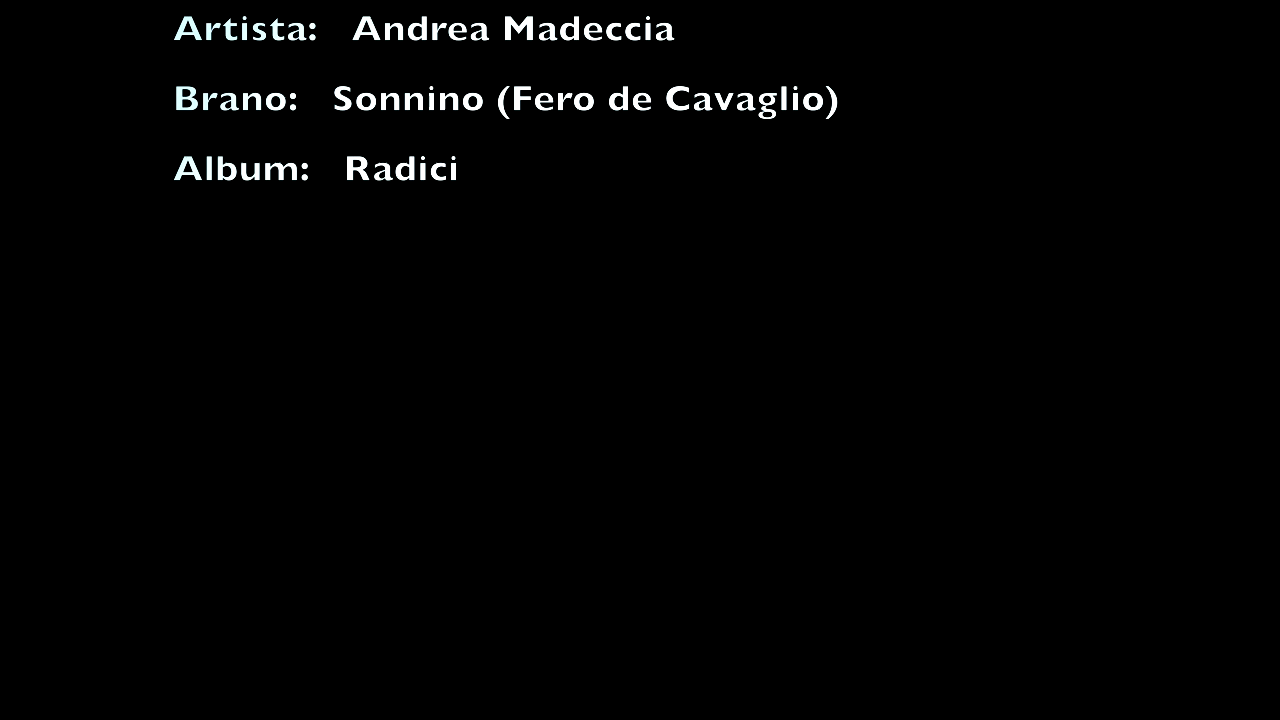 Artista: Andrea Madeccia
Brano: Sonnino (Fero de Cavaglio)
Album: Radici